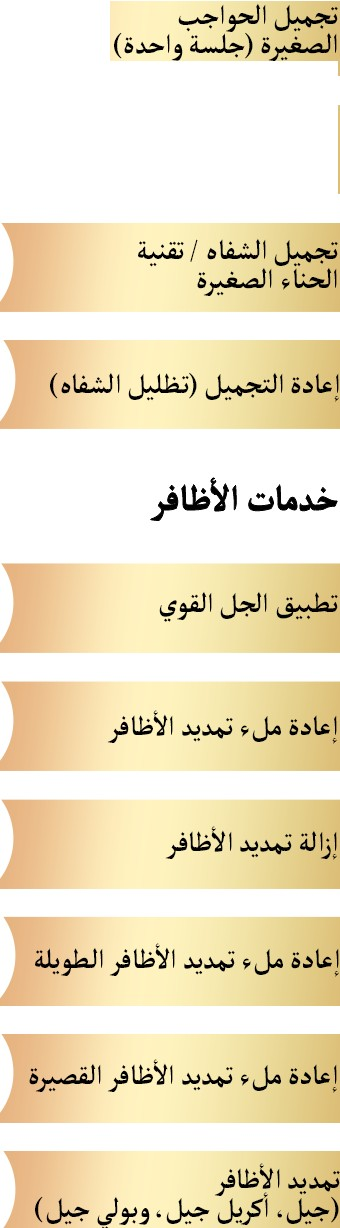 تجميل الحواجب
الصغيرة (جلسة واحدة)
تجميل الشفاه / تقنية
الحناء الصغيرة
إعادة التجميل (تظليل الشفاه)
خدمات الأظافر
تطبيق الجل القوي
إعادة ملء تمديد الأظافر
إزالة تمديد الأظافر
إعادة ملء تمديد الأظافر الطويلة
إعادة ملء تمديد الأظافر القصيرة
تمديد الأظافر
(جيل، أكريل جيل، وبولي جيل)